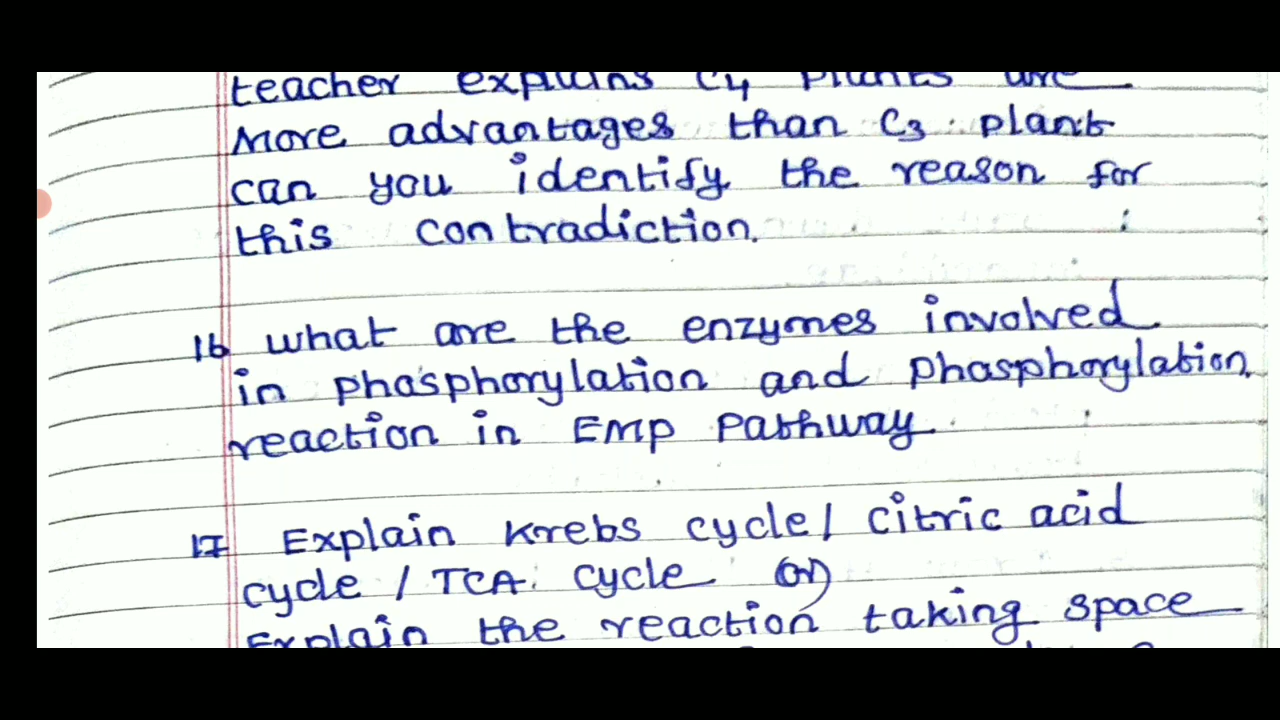 teacher explains C4 plants are
more advantages than C3 plant
can you identify the reason for
this contradiction.
16 what are the enzymes involved
in phasphorylation and phasphorylation
reaction in EMP pathway.
17 Explain Krebs cycle/ citric acid
cycle / TCA cycle (or)
Explain the reaction taking space